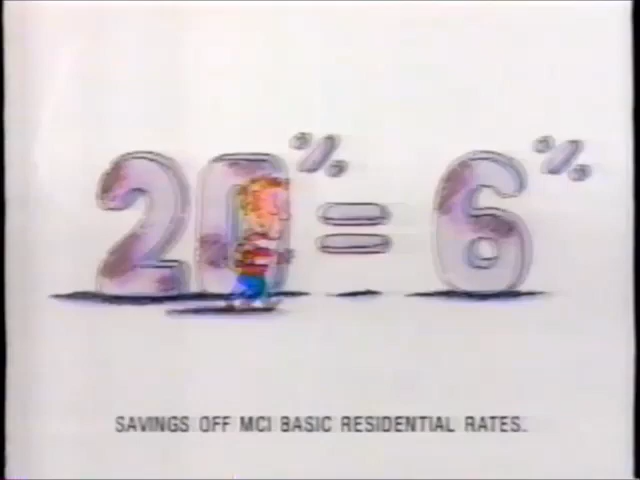 20% = 6%
SAVINGS OFF MCI BASIC RESIDENTIAL RATES.